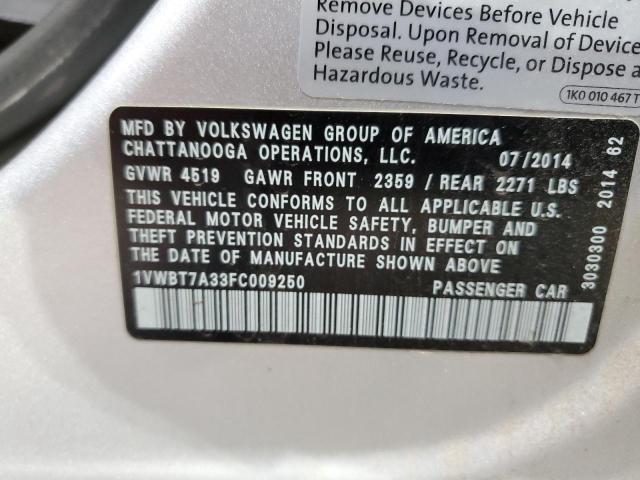 Remove Devices Before Vehicle
Disposal. Upon Removal of Device
Please Reuse, Recycle, or Dispose a
Hazardous Waste.
1K0 010 467 T
MFD BY VOLKSWAGEN GROUP OF AMERICA
CHATTANOOGA OPERATIONS, LLC. 07/2014
GVWR 4519 GAWR FRONT 2359 / REAR 2271 LBS
THIS VEHICLE CONFORMS TO ALL APPLICABLE U.S.
FEDERAL MOTOR VEHICLE SAFETY, BUMPER AND
THEFT PREVENTION STANDARDS IN EFFECT ON
THE DATE OF MANUFACTURE SHOWN ABOVE
1VWBT7A33FC009250 PASSENGER CAR
3030300 2014 62